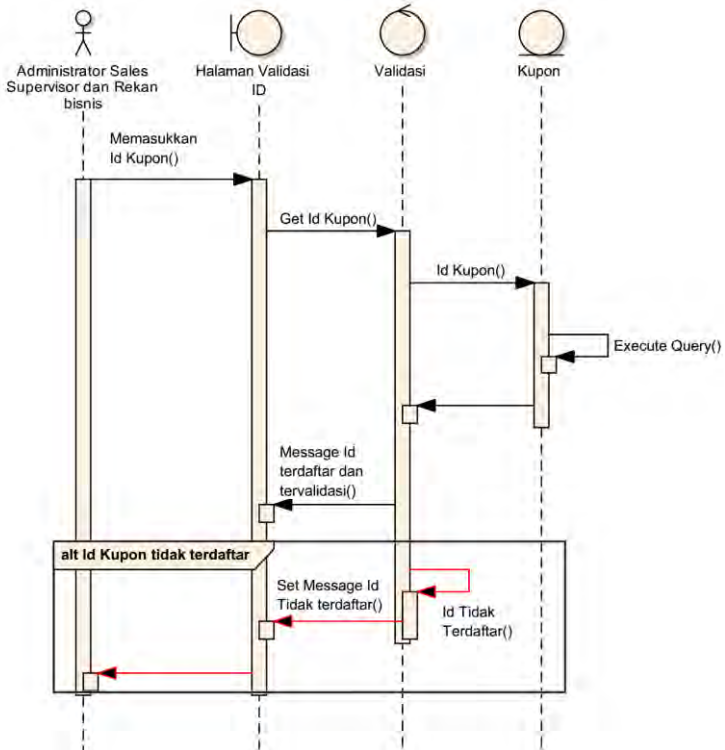 Administrator Sales
Supervisor dan Rekan
bisnis
Halaman Validasi
ID
Validasi
Kupon
Memasukkan
Id Kupon()
Get Id Kupon()
Id Kupon()
Execute Query()
Message Id
terdaftar dan
tervalidasi()
alt Id Kupon tidak terdaftar
Set Message Id
Tidak terdaftar()
Id Tidak
Terdaftar()